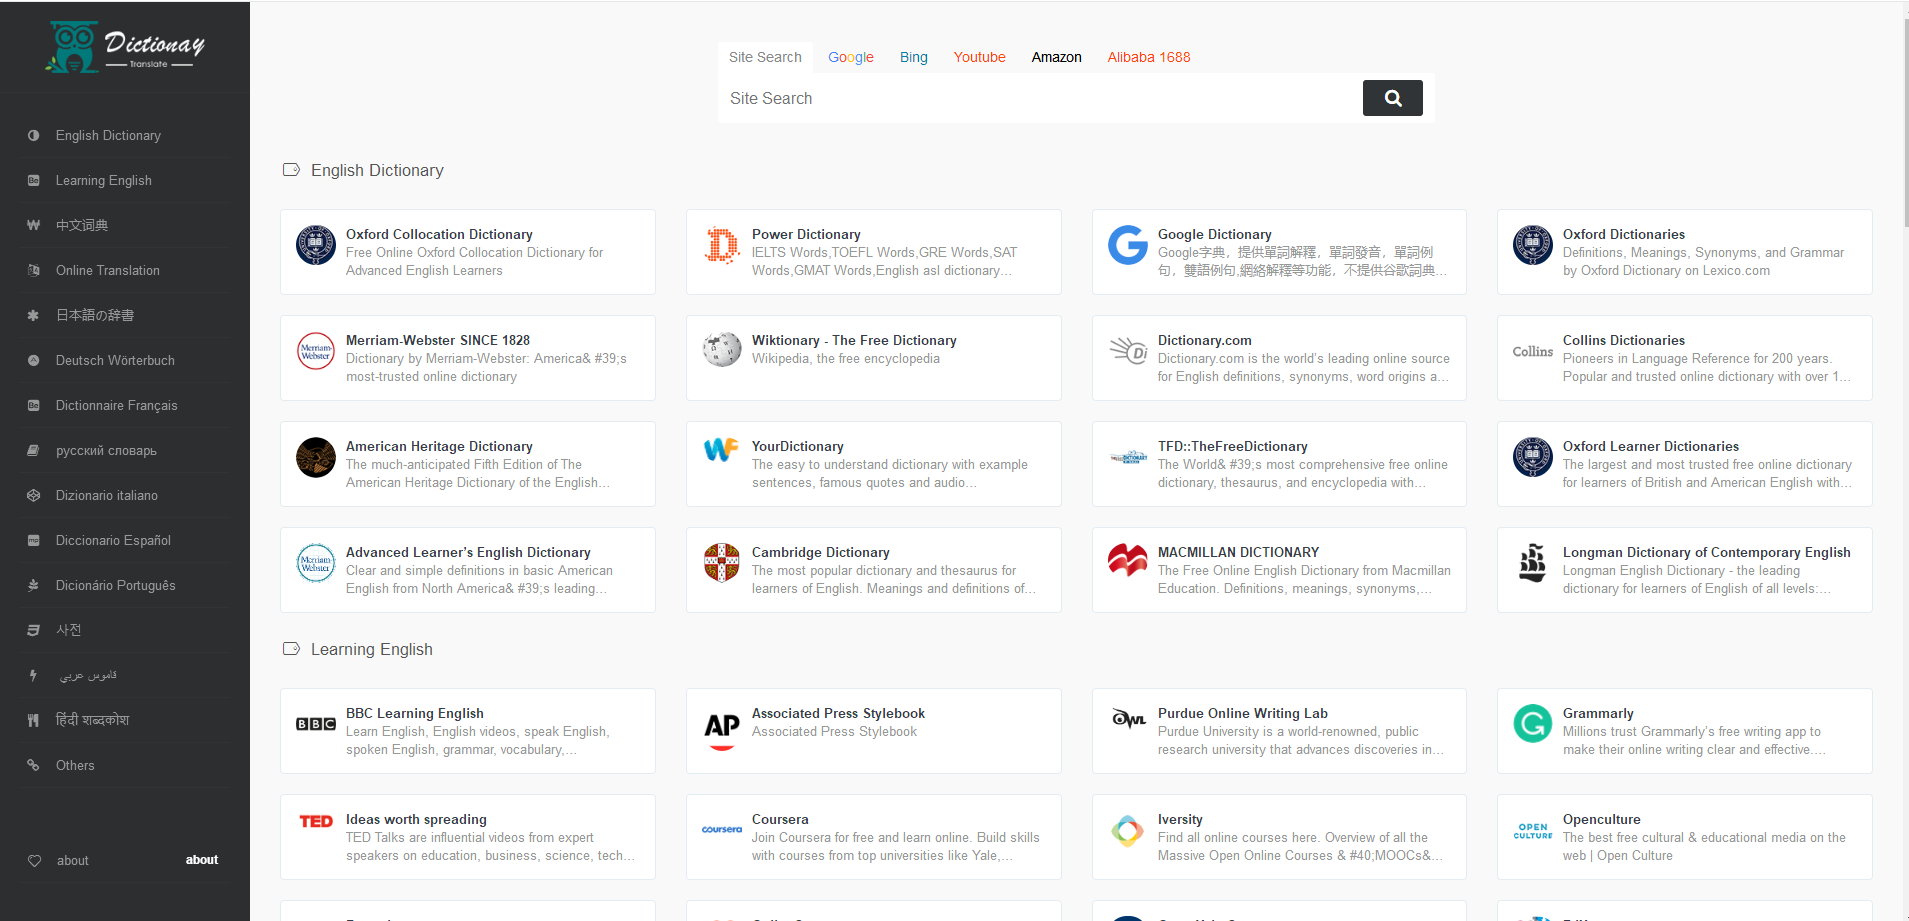 Dictionay
Translate
English Dictionary
Learning English
中文词典
Online Translation
日本語の辞書
Deutsch Wörterbuch
Dictionnaire Français
русский словарь
Dizionario italiano
Diccionario Español
Dicionário Português
사전
قاموس عربي
हिंदी शब्दकोश
Others
about
about
Site Search
Google
Bing
Youtube
Amazon
Alibaba 1688
Site Search
English Dictionary
Oxford Collocation Dictionary
Free Online Oxford Collocation Dictionary for
Advanced English Learners
Power Dictionary
IELTS Words,TOEFL Words,GRE Words,SAT
Words,GMAT Words,English asl dictionary...
Google Dictionary
Google字典，提供單詞解釋，單詞發音，單詞例
句，雙語例句,網絡解釋等功能，不提供谷歌詞典...
Oxford Dictionaries
Definitions, Meanings, Synonyms, and Grammar
by Oxford Dictionary on Lexico.com
Merriam-Webster
Merriam-Webster SINCE 1828
Dictionary by Merriam-Webster: America& #39;s
most-trusted online dictionary
Wiktionary - The Free Dictionary
Wikipedia, the free encyclopedia
Di
Dictionary.com
Dictionary.com is the world's leading online source
for English definitions, synonyms, word origins a...
Collins
Collins Dictionaries
Pioneers in Language Reference for 200 years.
Popular and trusted online dictionary with over 1...
American Heritage Dictionary
The much-anticipated Fifth Edition of The
American Heritage Dictionary of the English...
WF
YourDictionary
The easy to understand dictionary with example
sentences, famous quotes and audio...
TFD::TheFreeDictionary
The World& #39;s most comprehensive free online
dictionary, thesaurus, and encyclopedia with...
Oxford Learner Dictionaries
The largest and most trusted free online dictionary
for learners of British and American English with...
Merriam-Webster
Advanced Learner's English Dictionary
Clear and simple definitions in basic American
English from North America& #39;s leading...
Cambridge Dictionary
The most popular dictionary and thesaurus for
learners of English. Meanings and definitions of...
MACMILLAN DICTIONARY
The Free Online English Dictionary from Macmillan
Education. Definitions, meanings, synonyms,...
Longman Dictionary of Contemporary English
Longman English Dictionary - the leading
dictionary for learners of English of all levels:...
Learning English
BBC
BBC Learning English
Learn English, English videos, speak English,
spoken English, grammar, vocabulary,...
AP
Associated Press Stylebook
Associated Press Stylebook
OWL
Purdue Online Writing Lab
Purdue University is a world-renowned, public
research university that advances discoveries in...
Grammarly
Millions trust Grammarly's free writing app to
make their online writing clear and effective....
TED
Ideas worth spreading
TED Talks are influential videos from expert
speakers on education, business, science, tech...
coursera
Coursera
Join Coursera for free and learn online. Build skills
with courses from top universities like Yale,...
Iversity
Find all online courses here. Overview of all the
Massive Open Online Courses & #40;MOOCs&...
OPEN CULTURE
Openculture
The best free cultural & educational media on the
web | Open Culture